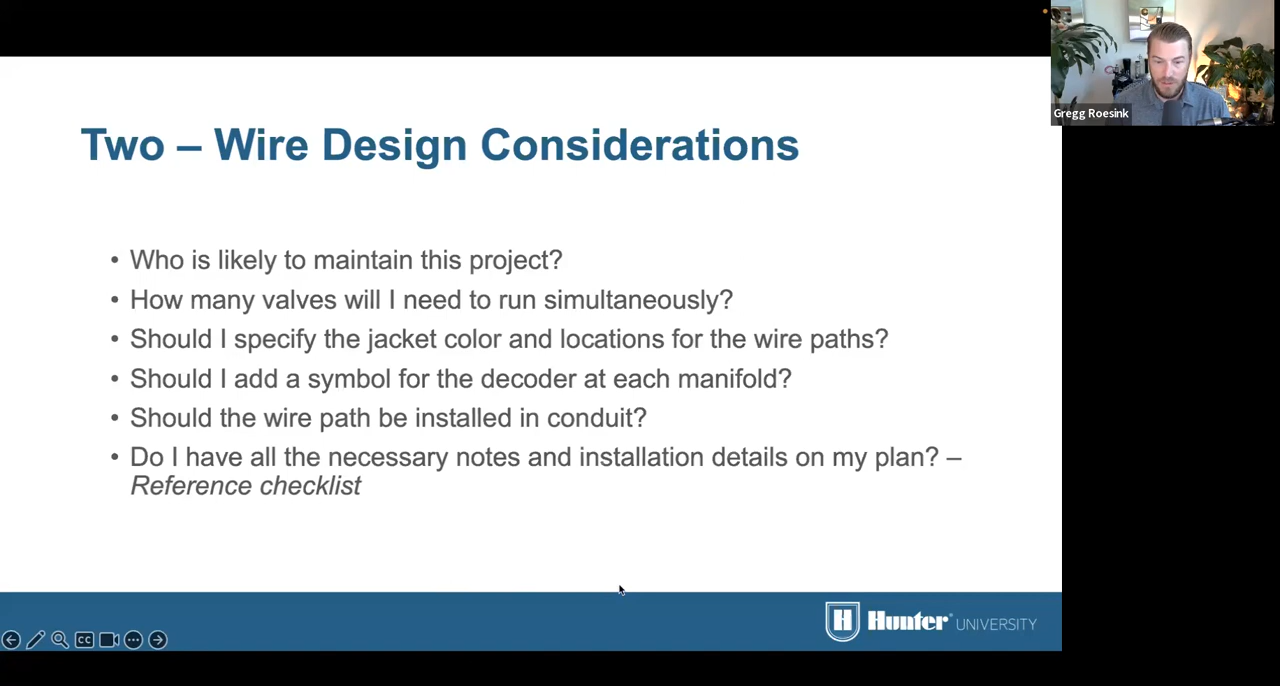 Gregg Roesink
Two – Wire Design Considerations
• Who is likely to maintain this project?
• How many valves will I need to run simultaneously?
• Should I specify the jacket color and locations for the wire paths?
• Should I add a symbol for the decoder at each manifold?
• Should the wire path be installed in conduit?
• Do I have all the necessary notes and installation details on my plan? –
Reference checklist
CC
H Hunter® UNIVERSITY